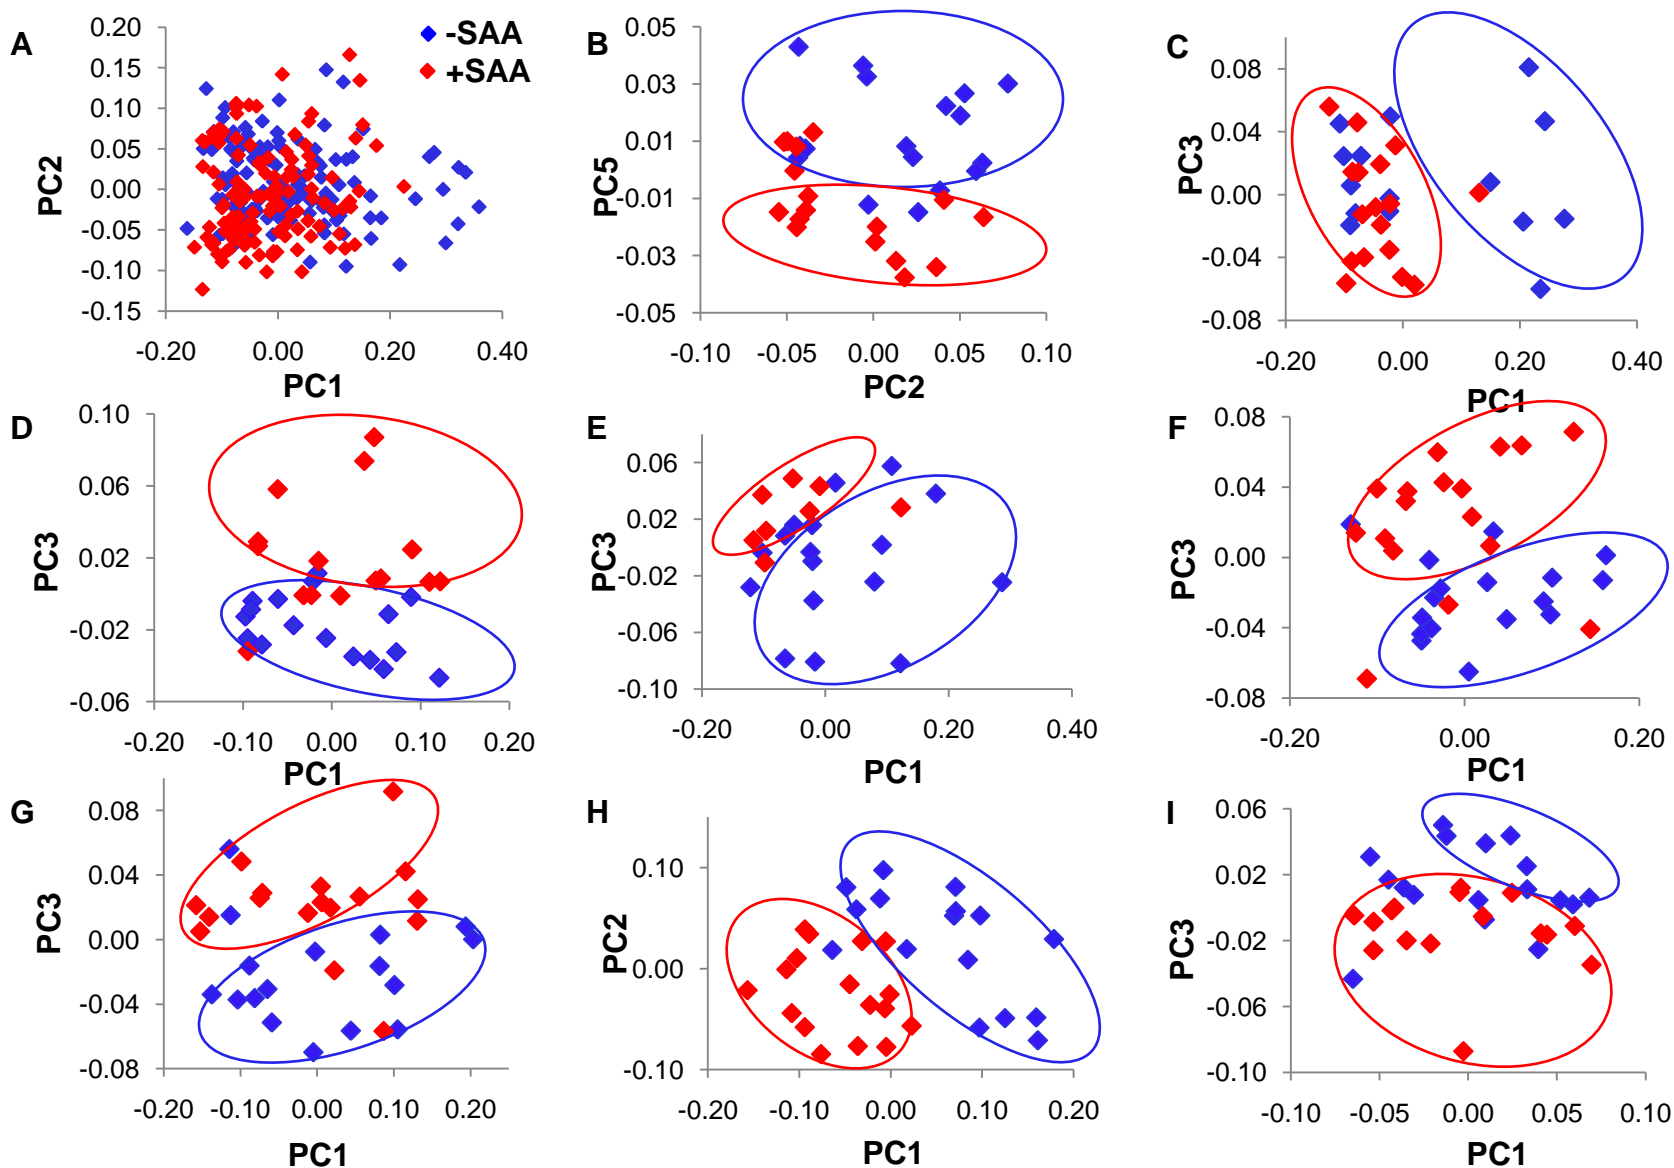 A
0.20
0.15
0.10
0.05
0.00
-0.05
-0.10
-0.15
PC2
-0.20 0.00 0.20 0.40
PC1
-SAA
+SAA
B
0.05
0.03
0.01
-0.01
-0.03
-0.05
PC5
-0.10 -0.05 0.00 0.05 0.10
PC2
C
0.08
0.04
0.00
-0.04
-0.08
PC3
-0.20 0.00 0.20 0.40
PC1
D
0.10
0.06
0.02
-0.02
-0.06
PC3
-0.20 -0.10 0.00 0.10 0.20
PC1
E
0.06
0.02
-0.02
-0.06
-0.10
PC3
-0.20 0.00 0.20 0.40
PC1
F
0.08
0.04
0.00
-0.04
-0.08
PC3
-0.20 0.00 0.20
PC1
G
0.08
0.04
0.00
-0.04
-0.08
PC3
-0.20 -0.10 0.00 0.10 0.20
PC1
H
0.10
0.00
-0.10
PC2
-0.20 -0.10 0.00 0.10 0.20
PC1
I
0.06
0.02
-0.02
-0.06
-0.10
PC3
-0.10 -0.05 0.00 0.05 0.10
PC1